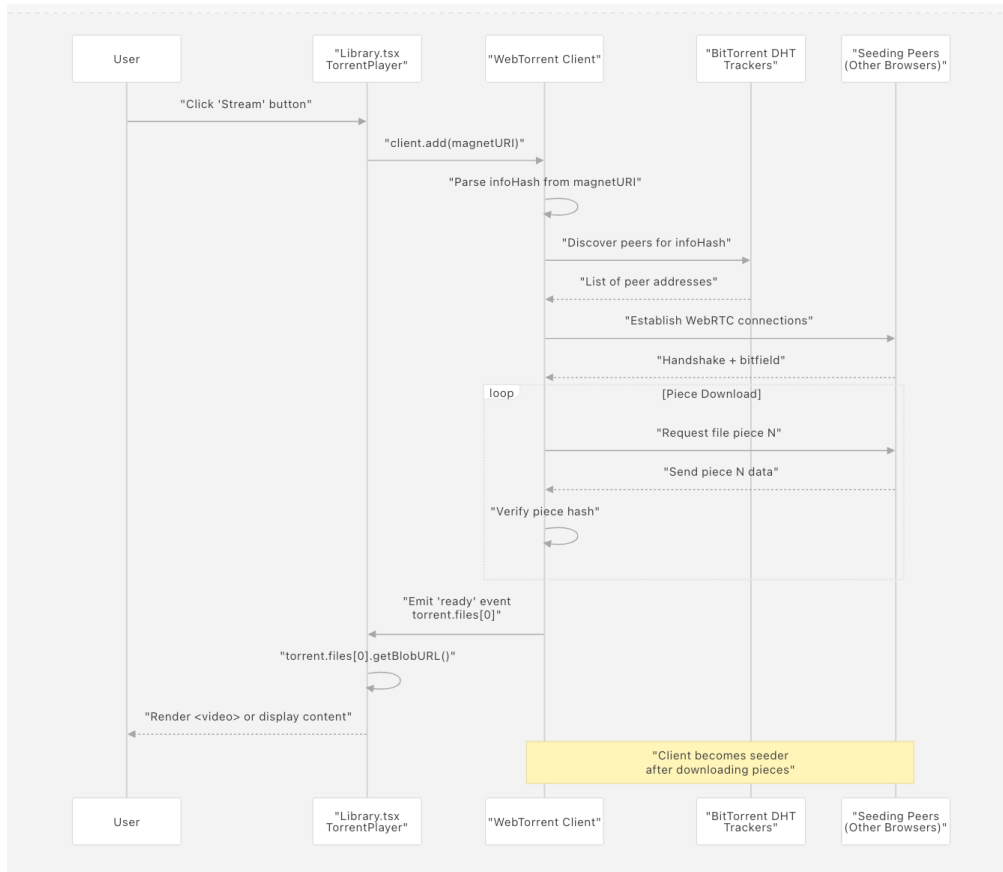 User
"Library.tsx
TorrentPlayer"
"WebTorrent Client"
"BitTorrent DHT
Trackers"
"Seeding Peers
(Other Browsers)"
"Click 'Stream' button"
"client.add(magnetURI)"
"Parse infoHash from magnetURI"
"Discover peers for infoHash"
"List of peer addresses"
"Establish WebRTC connections"
"Handshake + bitfield"
loop
[Piece Download]
"Request file piece N"
"Send piece N data"
"Verify piece hash"
"Emit 'ready' event
torrent.files[0]"
"torrent.files[0].getBlobURL()"
"Render <video> or display content"
"Client becomes seeder
after downloading pieces"
User
"Library.tsx
TorrentPlayer"
"WebTorrent Client"
"BitTorrent DHT
Trackers"
"Seeding Peers
(Other Browsers)"